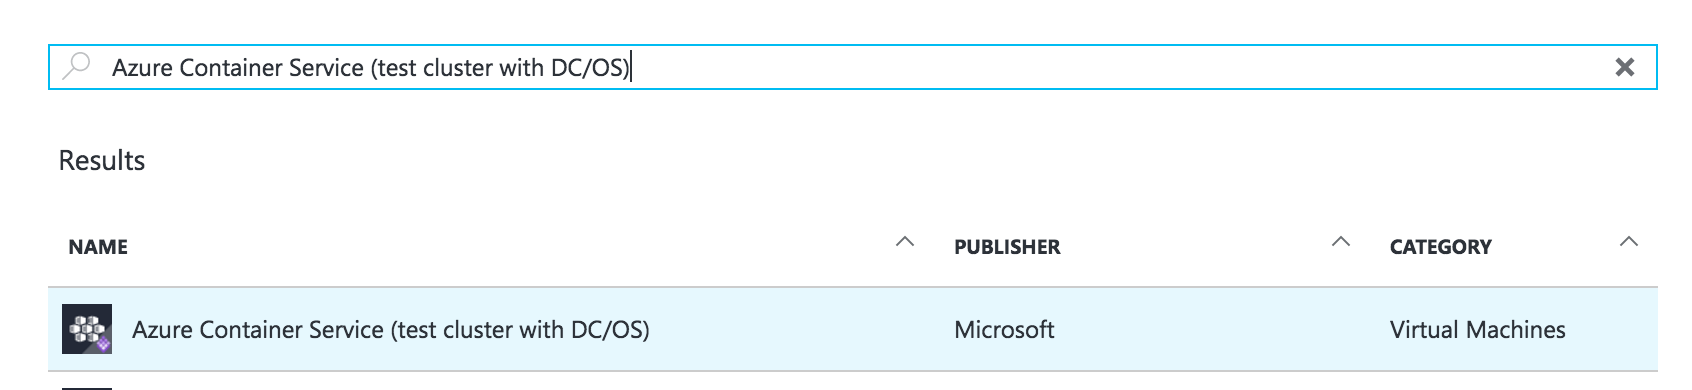 Azure Container Service (test cluster with DC/OS)
Results
NAME PUBLISHER CATEGORY
Azure Container Service (test cluster with DC/OS) Microsoft Virtual Machines